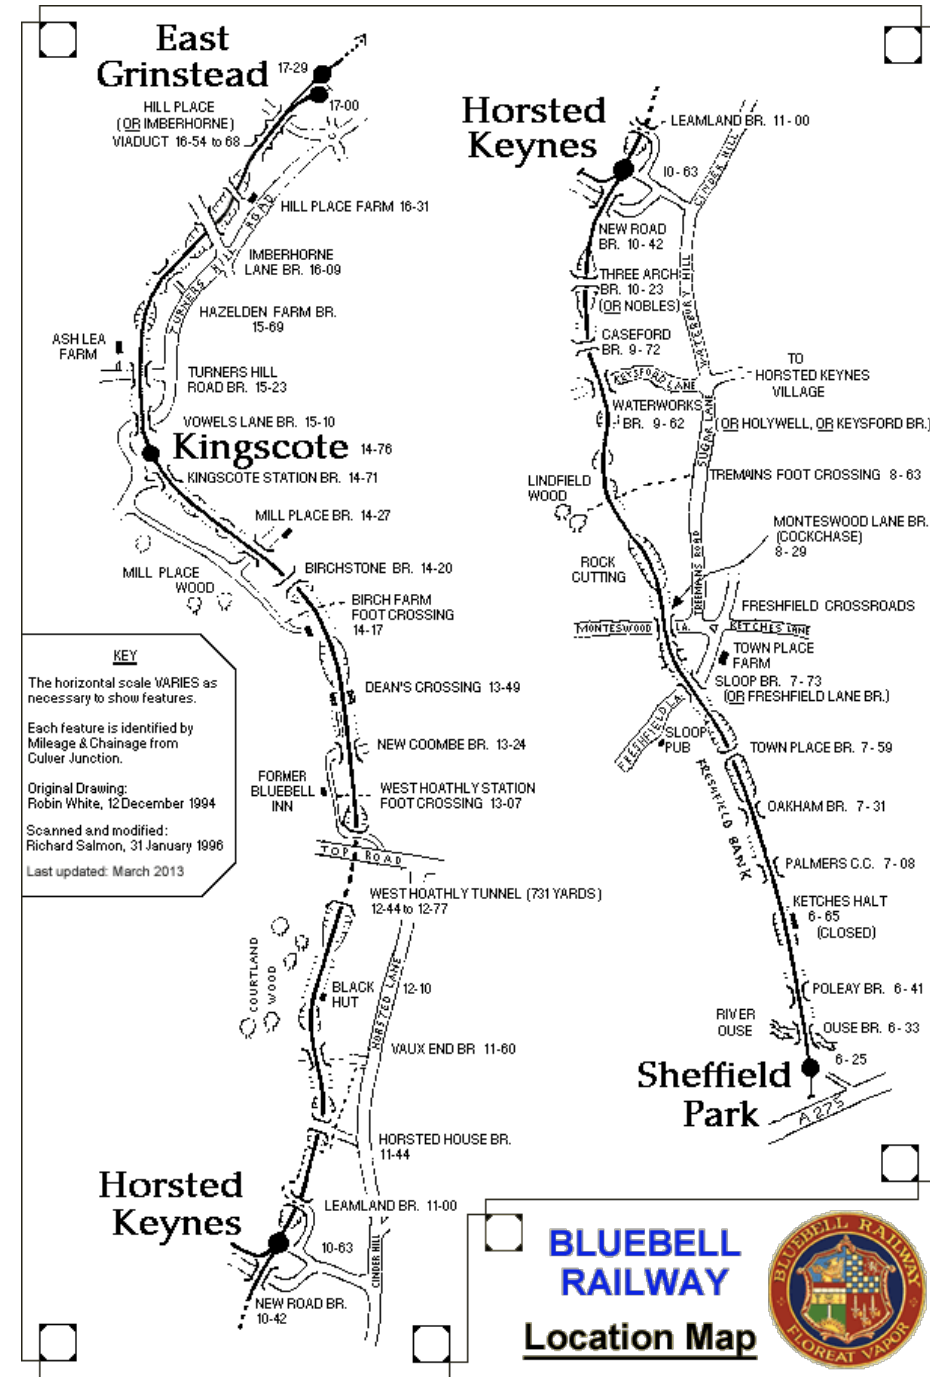 East
Grinstead
17-29
17-00
HILL PLACE
(OR IMBERHORNE)
VIADUCT 16-54 to 68
HILL PLACE FARM 16-31
IMBERHORNE
LANE BR. 16-09
TURNERS HILL ROAD
HAZELDEN FARM BR.
15-69
ASH LEA
FARM
TURNERS HILL
ROAD BR. 15-23
VOWELS LANE BR. 15-10
Kingscote 14-76
KINGSCOTE STATION BR. 14-71
MILL PLACE BR. 14-27
MILL PLACE
WOOD
BIRCHSTONE BR. 14-20
BIRCH FARM
FOOT CROSSING
14-17
DEAN'S CROSSING 13-49
NEW COOMBE BR. 13-24
FORMER
BLUEBELL
INN
WEST HOATHLY STATION
FOOT CROSSING 13-07
TOP ROAD
WEST HOATHLY TUNNEL (731 YARDS)
12-44 to 12-77
COURTLAND
WOOD
BLACK
HUT
12-10
HORSTED LANE
VAUX END BR 11-60
HORSTED HOUSE BR.
11-44
Horsted
Keynes
LEAMLAND BR. 11-00
10-63
CINDER HILL
NEW ROAD BR.
10-42
KEY
The horizontal scale VARIES as
necessary to show features.
Each feature is identified by
Mileage & Chainage from
Culver Junction.
Original Drawing:
Robin White, 12 December 1994
Scanned and modified:
Richard Salmon, 31 January 1996
Last updated: March 2013
Horsted
Keynes
LEAMLAND BR. 11-00
10-63
CINDER HILL
NEW ROAD
BR. 10-42
THREE ARCH
BR. 10-23
(OR NOBLES)
WATERBURY HILL
CASEFORD
BR. 9-72
KEYSFORD LANE
TO
HORSTED KEYNES
VILLAGE
WATERWORKS
BR. 9-62
(OR HOLYWELL, OR KEYSFORD BR.)
SUGAR LANE
LINDFIELD
WOOD
TREMAINS FOOT CROSSING 8-63
MONTESWOOD LANE BR.
(COCKCHASE)
8-29
ROCK
CUTTING
TREEMANS ROAD
FRESHFIELD CROSSROADS
MONTESWOOD LA.
KETCHES LANE
TOWN PLACE
FARM
SLOOP BR. 7-73
(OR FRESHFIELD LANE BR.)
FRESHFIELD LA.
SLOOP
PUB
TOWN PLACE BR. 7-59
FRESHFIELD BANK
OAKHAM BR. 7-31
PALMERS C.C. 7-08
KETCHES HALT
6-65
(CLOSED)
POLEAY BR. 6-41
RIVER
OUSE
OUSE BR. 6-33
6-25
Sheffield
Park
A 275
BLUEBELL
RAILWAY
Location Map
BLUEBELL RAILWAY
FLOREAT VAPOR